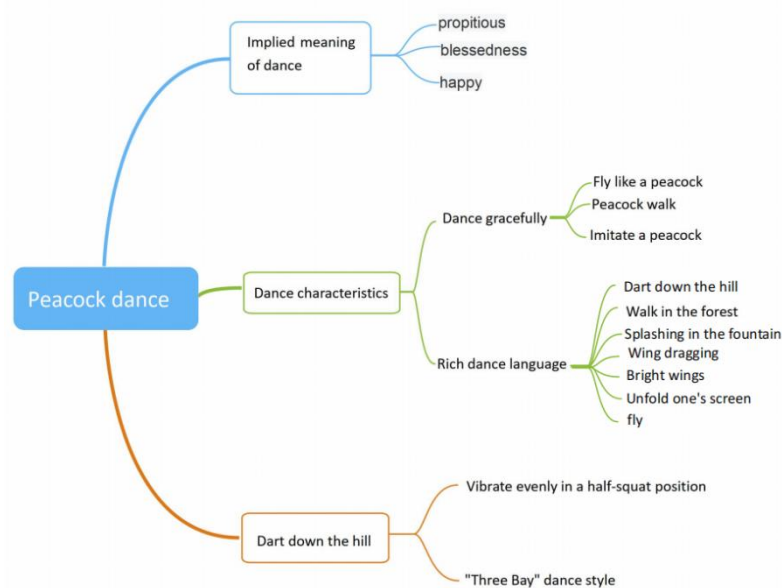 Peacock dance
Implied meaning
of dance
propitious
blessedness
happy
Dance characteristics
Dance gracefully
Fly like a peacock
Peacock walk
Imitate a peacock
Rich dance language
Dart down the hill
Walk in the forest
Splashing in the fountain
Wing dragging
Bright wings
Unfold one's screen
fly
Dart down the hill
Vibrate evenly in a half-squat position
"Three Bay" dance style